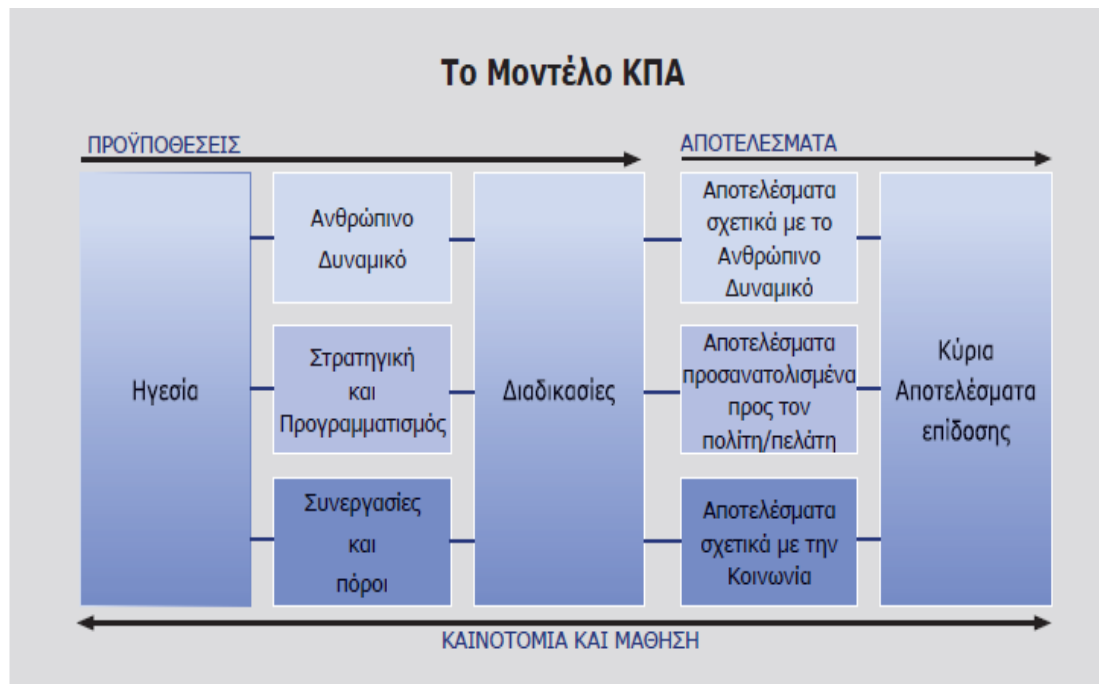 Το Μοντέλο ΚΠΑ
ΠΡΟΫΠΟΘΕΣΕΙΣ
ΑΠΟΤΕΛΕΣΜΑΤΑ
Ηγεσία
Ανθρώπινο
Δυναμικό
Στρατηγική
και
Προγραμματισμός
Συνεργασίες
και
πόροι
Διαδικασίες
Αποτελέσματα
σχετικά με το
Ανθρώπινο
Δυναμικό
Αποτελέσματα
προσανατολισμένα
προς τον
πολίτη/πελάτη
Αποτελέσματα
σχετικά με την
Κοινωνία
Κύρια
Αποτελέσματα
επίδοσης
ΚΑΙΝΟΤΟΜΙΑ ΚΑΙ ΜΑΘΗΣΗ